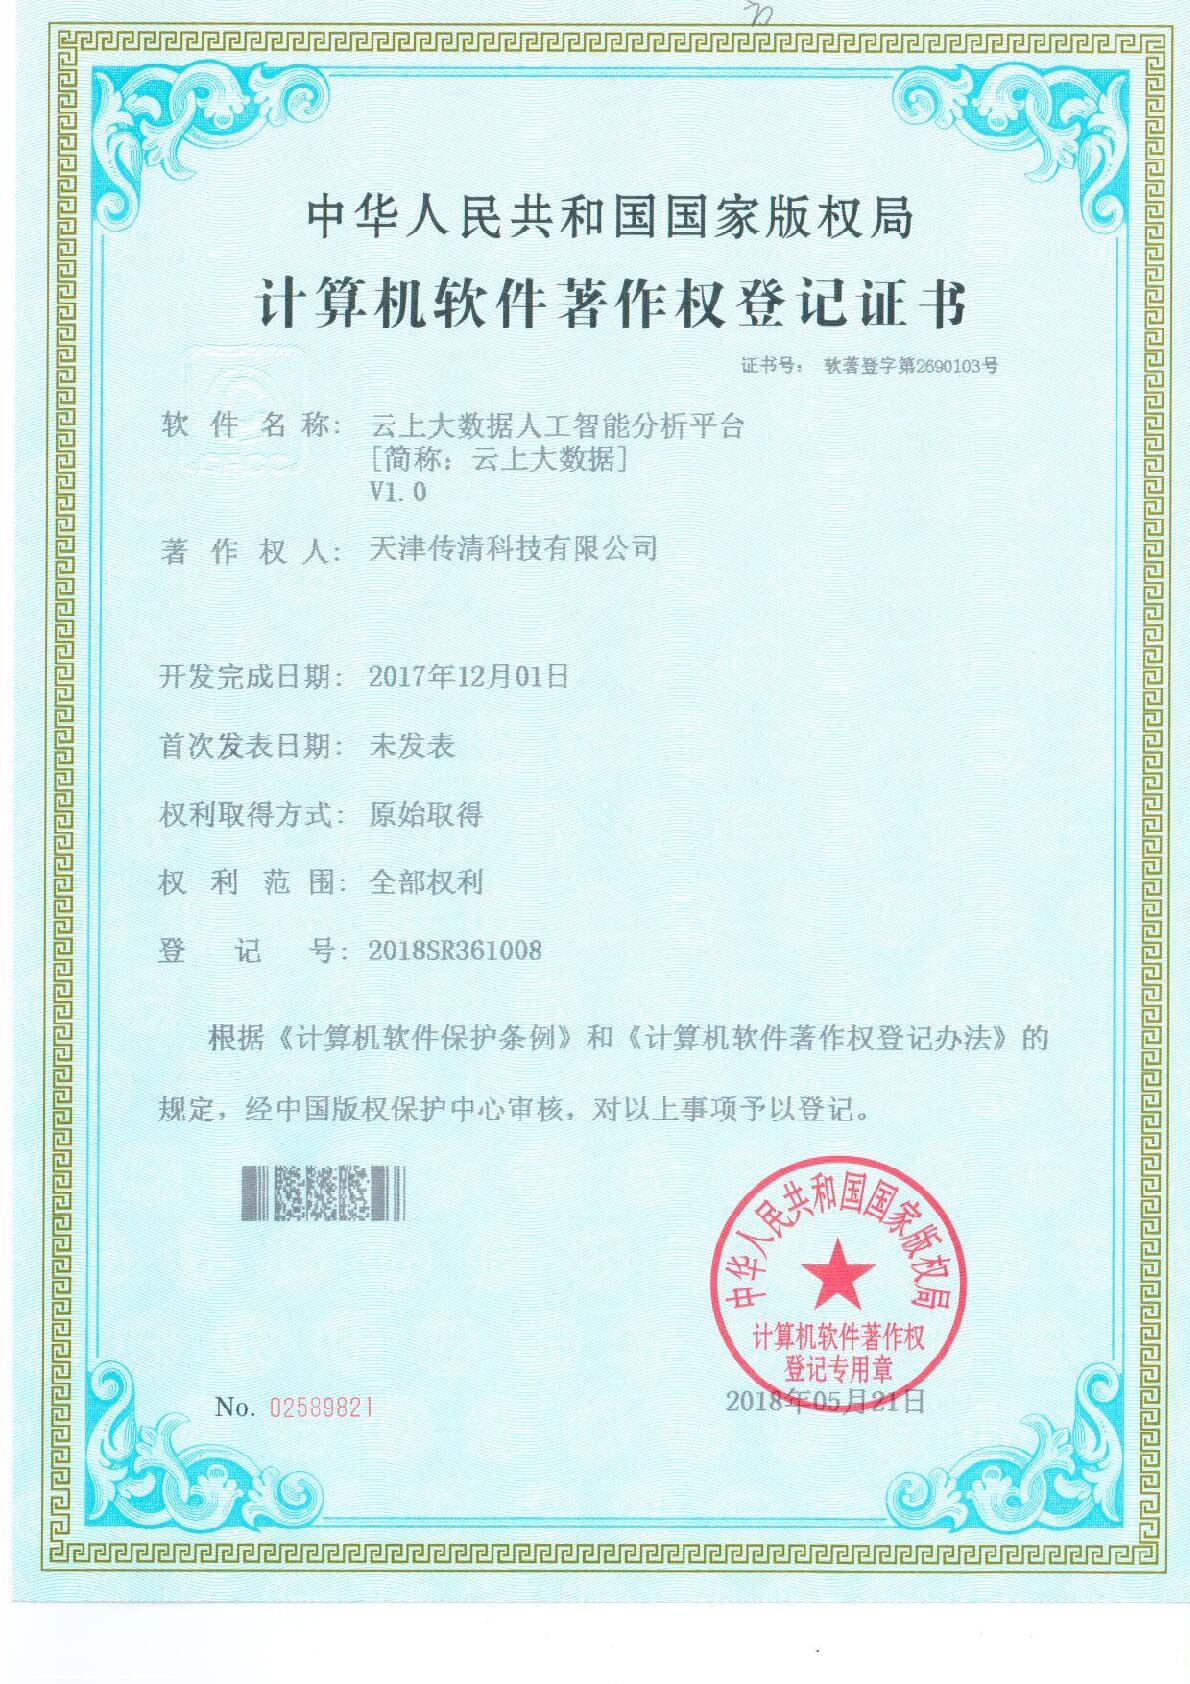 中华人民共和国国家版权局
计算机软件著作权登记证书
证书号： 软著登字第2690103号
软件名称： 云上大数据人工智能分析平台
[简称：云上大数据]
V1.0
著作权人： 天津传清科技有限公司
开发完成日期： 2017年12月01日
首次发表日期： 未发表
权利取得方式： 原始取得
权利范围： 全部权利
登记号： 2018SR361008
根据《计算机软件保护条例》和《计算机软件著作权登记办法》的
规定，经中国版权保护中心审核，对以上事项予以登记。
中华人民共和国国家版权局
计算机软件著作权
登记专用章
No. 02589821
2018年05月21日